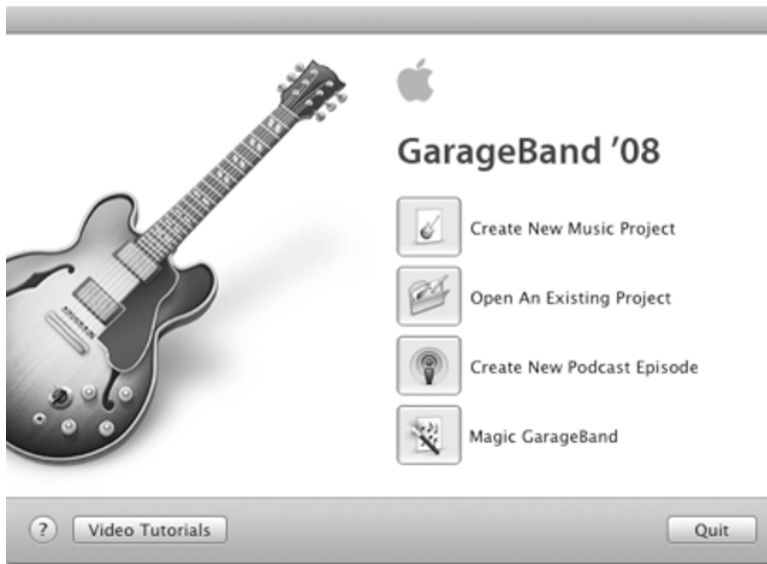 GarageBand ’08
Create New Music Project
Open An Existing Project
Create New Podcast Episode
Magic GarageBand
? Video Tutorials Quit